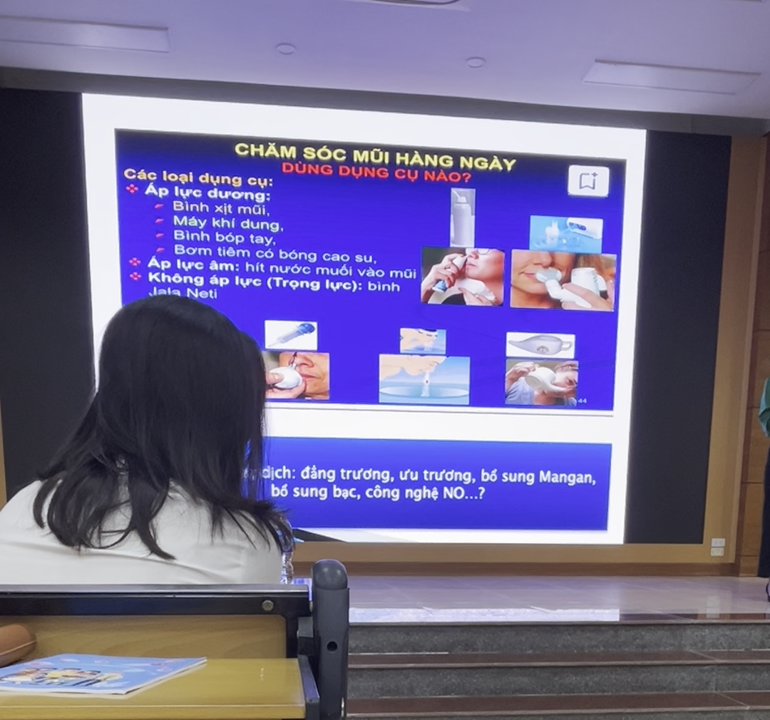 CHĂM SÓC MŨI HÀNG NGÀY
DÙNG DỤNG CỤ NÀO?
Các loại dụng cụ:
Áp lực dương:
Bình xịt mũi,
Máy khí dung,
Bình bóp tay,
Bơm tiêm có bóng cao su,
Áp lực âm: hít nước muối vào mũi
Không áp lực (Trọng lực): bình
Jala Neti
44
dịch: đẳng trương, ưu trương, bổ sung Mangan,
bổ sung bạc, công nghệ NO...?